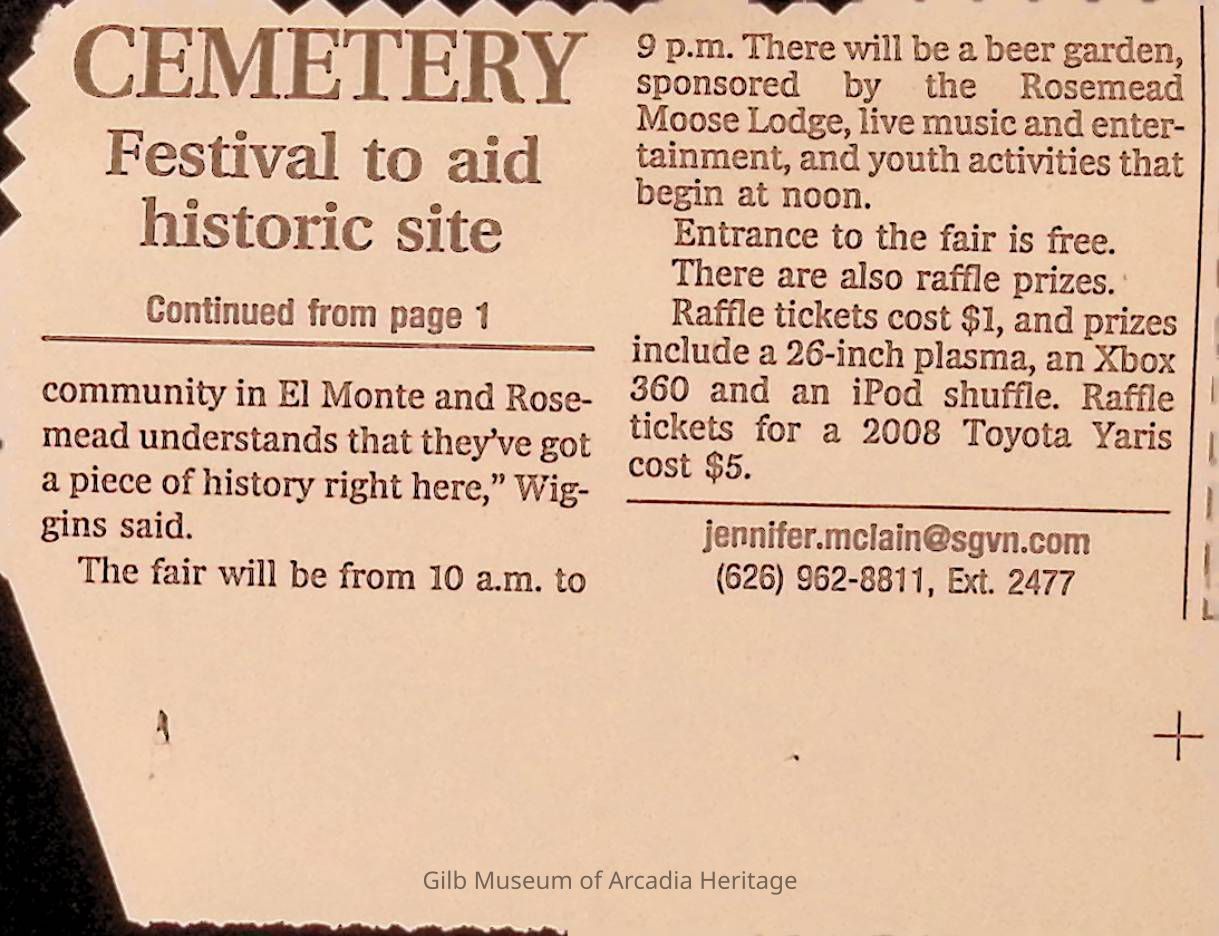 CEMETERY
Festival to aid
historic site
Continued from page 1
community in El Monte and Rose-
mead understands that they've got
a piece of history right here,” Wig-
gins said.
The fair will be from 10 a.m. to
9 p.m. There will be a beer garden,
sponsored by the Rosemead
Moose Lodge, live music and enter-
tainment, and youth activities that
begin at noon.
Entrance to the fair is free.
There are also raffle prizes.
Raffle tickets cost $1, and prizes
include a 26-inch plasma, an Xbox
360 and an iPod shuffle. Raffle
tickets for a 2008 Toyota Yaris
cost $5.
jennifer.mclain@sgvn.com
(626) 962-8811, Ext. 2477
Gilb Museum of Arcadia Heritage